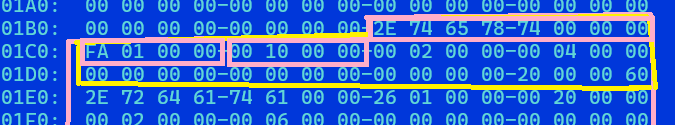 01A0: 00 00 00 00-00 00 00 00-00 00 00 00-00 00 00 00
01B0: 00 00 00 00-00 00 00 00-2E 74 65 78-74 00 00 00
01C0: FA 01 00 00-00 10 00 00-00 02 00 00-00 04 00 00
01D0: 00 00 00 00-00 00 00 00-00 00 00 00-20 00 00 60
01E0: 2E 72 64 61-74 61 00 00-26 01 00 00-00 20 00 00
01F0: 00 02 00 00-00 06 00 00-00 00 00 00-00 00 00 00